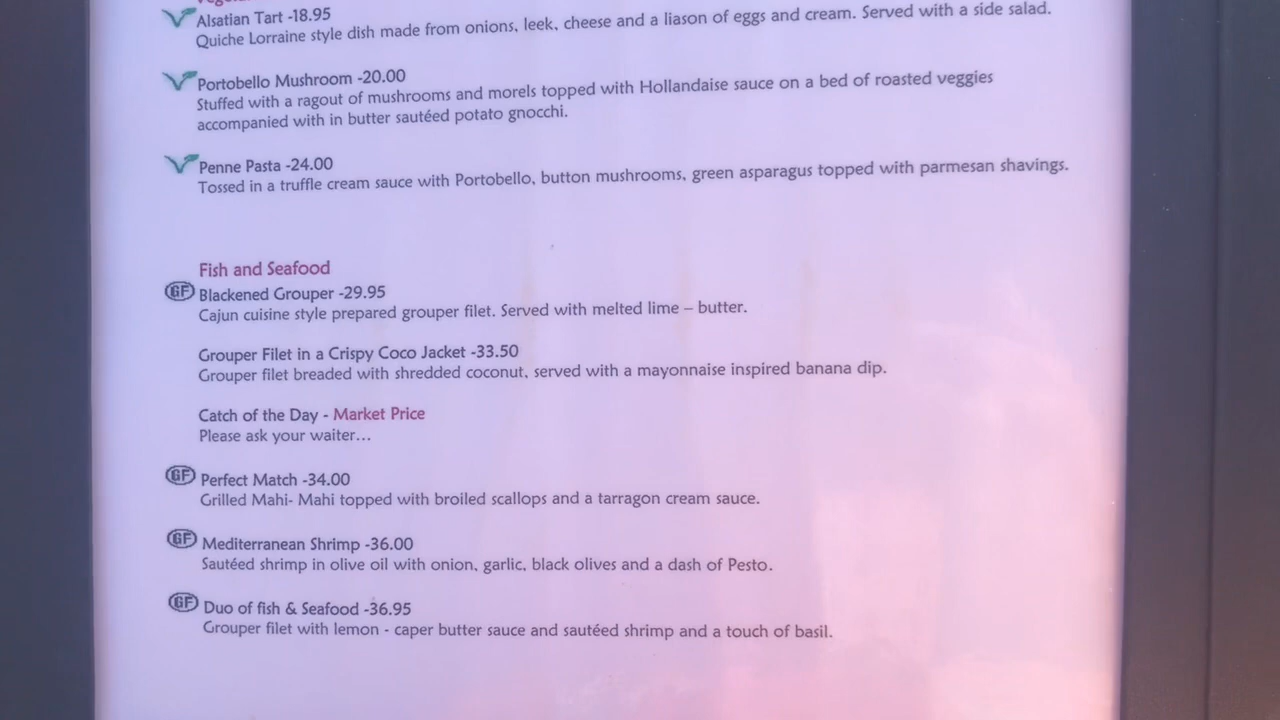 Alsatian Tart -18.95
Quiche Lorraine style dish made from onions, leek, cheese and a liason of eggs and cream. Served with a side salad.
Portobello Mushroom -20.00
Stuffed with a ragout of mushrooms and morels topped with Hollandaise sauce on a bed of roasted veggies
accompanied with in butter sautéed potato gnocchi.
Penne Pasta -24.00
Tossed in a truffle cream sauce with Portobello, button mushrooms, green asparagus topped with parmesan shavings.
Fish and Seafood
GF Blackened Grouper -29.95
Cajun cuisine style prepared grouper filet. Served with melted lime – butter.
Grouper Filet in a Crispy Coco Jacket -33.50
Grouper filet breaded with shredded coconut, served with a mayonnaise inspired banana dip.
Catch of the Day - Market Price
Please ask your waiter...
GF Perfect Match -34.00
Grilled Mahi- Mahi topped with broiled scallops and a tarragon cream sauce.
GF Mediterranean Shrimp -36.00
Sautéed shrimp in olive oil with onion, garlic, black olives and a dash of Pesto.
GF Duo of fish & Seafood -36.95
Grouper filet with lemon - caper butter sauce and sautéed shrimp and a touch of basil.